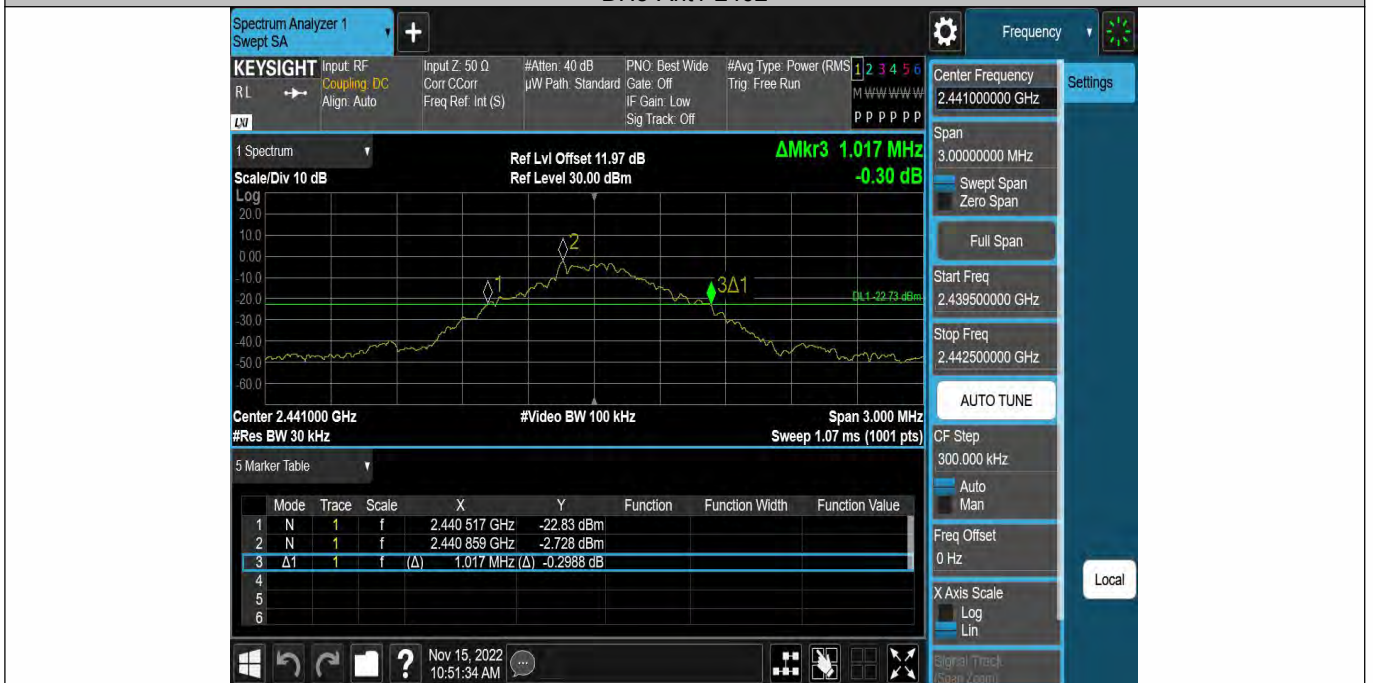 Spectrum Analyzer 1
Swept SA
+
Frequency
KEYSIGHT
RL
LXI
Input: RF
Coupling: DC
Align: Auto
Input Z: 50 Ω
Corr CCorr
Freq Ref: Int (S)
#Atten: 40 dB
µW Path: Standard
PNO: Best Wide
Gate: Off
IF Gain: Low
Sig Track: Off
#Avg Type: Power (RMS
Trig: Free Run
1 2 3 4 5 6
M W W W W W
P P P P P P
1 Spectrum
Scale/Div 10 dB
Log
Ref Lvl Offset 11.97 dB
Ref Level 30.00 dBm
ΔMkr3 1.017 MHz
-0.30 dB
20.0
10.0
0.00
-10.0
-20.0
-30.0
-40.0
-50.0
-60.0
1
2
3Δ1
DL1 -22.73 dBm
Center 2.441000 GHz
#Res BW 30 kHz
#Video BW 100 kHz
Span 3.000 MHz
Sweep 1.07 ms (1001 pts)
5 Marker Table
Mode Trace Scale X Y Function Function Width Function Value
1 N 1 f 2.440 517 GHz -22.83 dBm
2 N 1 f 2.440 859 GHz -2.728 dBm
3 Δ1 1 f (Δ) 1.017 MHz (Δ) -0.2988 dB
4
5
6
Center Frequency
2.441000000 GHz
Settings
Span
3.00000000 MHz
Swept Span
Zero Span
Full Span
Start Freq
2.439500000 GHz
Stop Freq
2.442500000 GHz
AUTO TUNE
CF Step
300.000 kHz
Auto
Man
Freq Offset
0 Hz
X Axis Scale
Log
Lin
Signal Track
(Span Zoom)
Local
?
Nov 15, 2022
10:51:34 AM